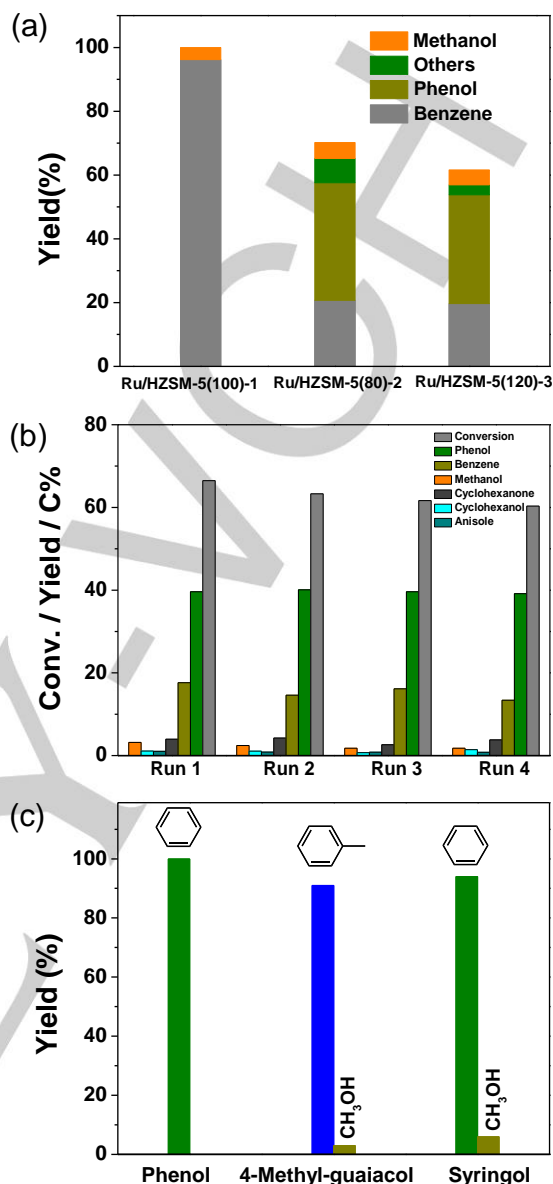 (a)
100
80
60
40
20
0
Yield(%)
Methanol
Others
Phenol
Benzene
Ru/HZSM-5(100)-1 Ru/HZSM-5(80)-2 Ru/HZSM-5(120)-3
(b)
80
60
40
20
0
Conv. / Yield / C%
Conversion
Phenol
Benzene
Methanol
Cyclohexanone
Cyclohexanol
Anisole
Run 1 Run 2 Run 3 Run 4
(c)
100
80
60
40
20
0
Yield (%)
CH3OH
CH3OH
Phenol 4-Methyl-guaiacol Syringol